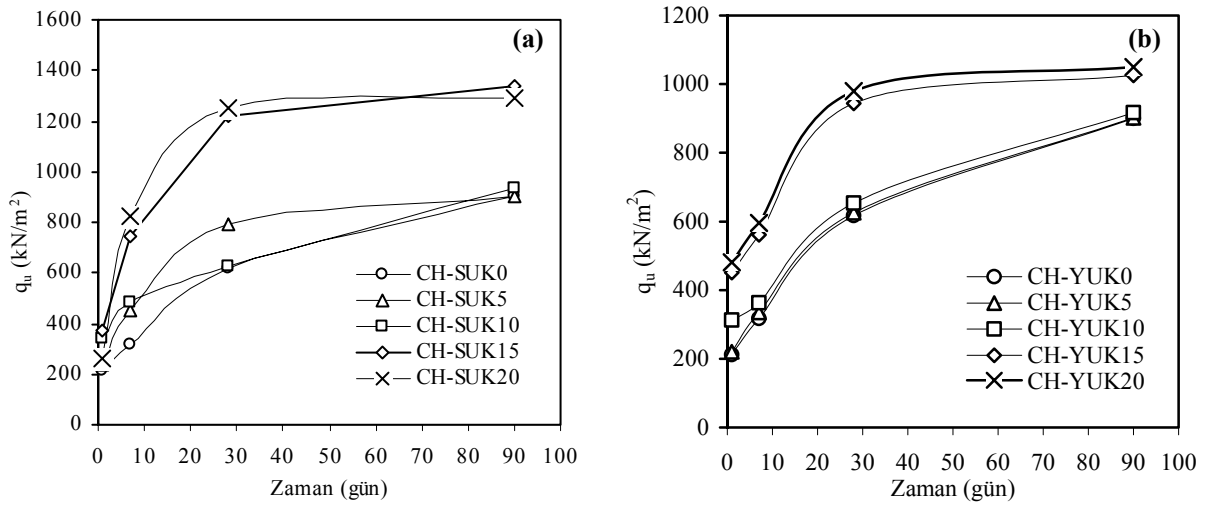 (a)
1600
1400
1200
1000
800
600
400
200
0
qu (kN/m²)
CH-SUK0
CH-SUK5
CH-SUK10
CH-SUK15
CH-SUK20
0 10 20 30 40 50 60 70 80 90 100
Zaman (gün)
(b)
1200
1000
800
600
400
200
0
qu (kN/m²)
CH-YUK0
CH-YUK5
CH-YUK10
CH-YUK15
CH-YUK20
0 10 20 30 40 50 60 70 80 90 100
Zaman (gün)